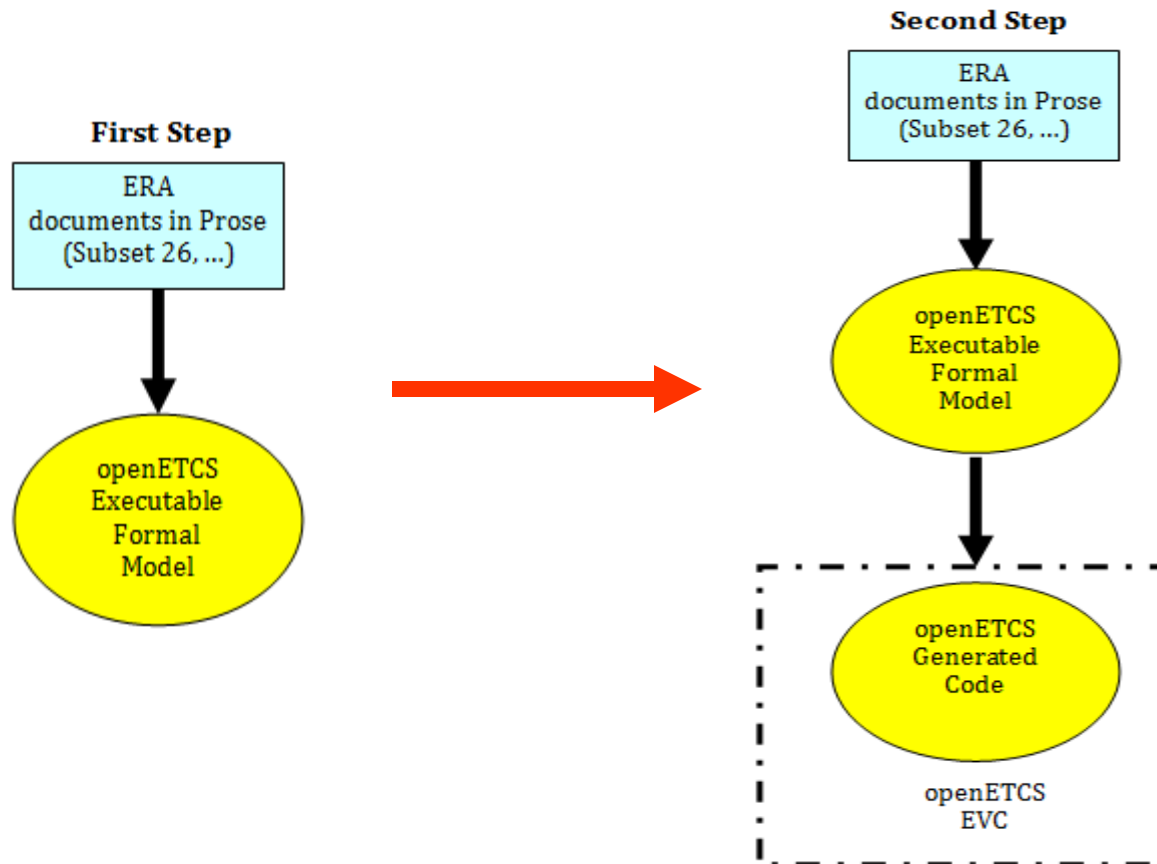 First Step
ERA
documents in Prose
(Subset 26, ...)
openETCS
Executable
Formal
Model
Second Step
ERA
documents in Prose
(Subset 26, ...)
openETCS
Executable
Formal
Model
openETCS
Generated
Code
openETCS
EVC